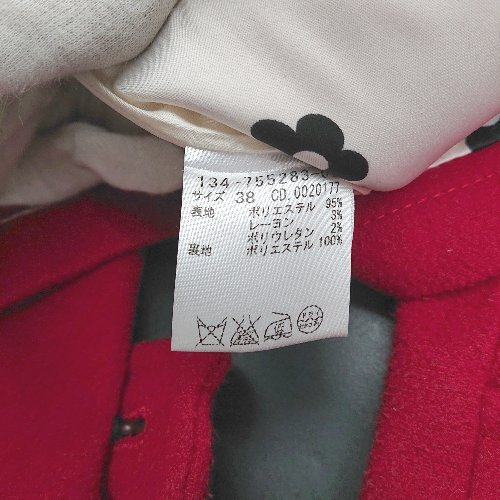 134-755283-
サイズ 38 CD.0020177
表地 ポリエステル 95%
レーヨン 3%
ポリウレタン 2%
裏地 ポリエステル 100%